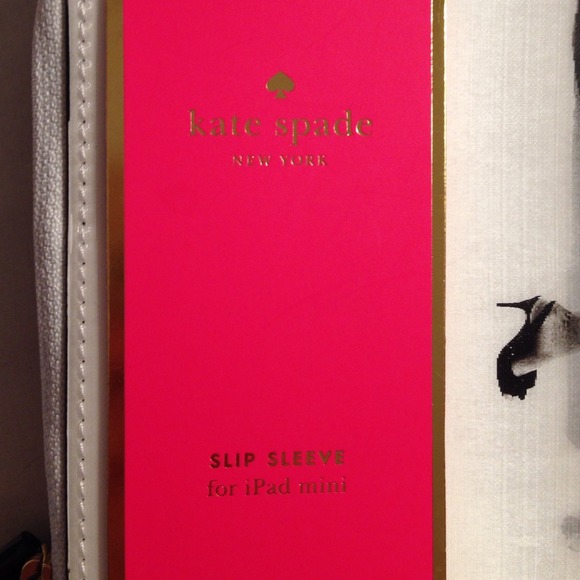 kate spade
NEW YORK
SLIP SLEEVE
for iPad mini